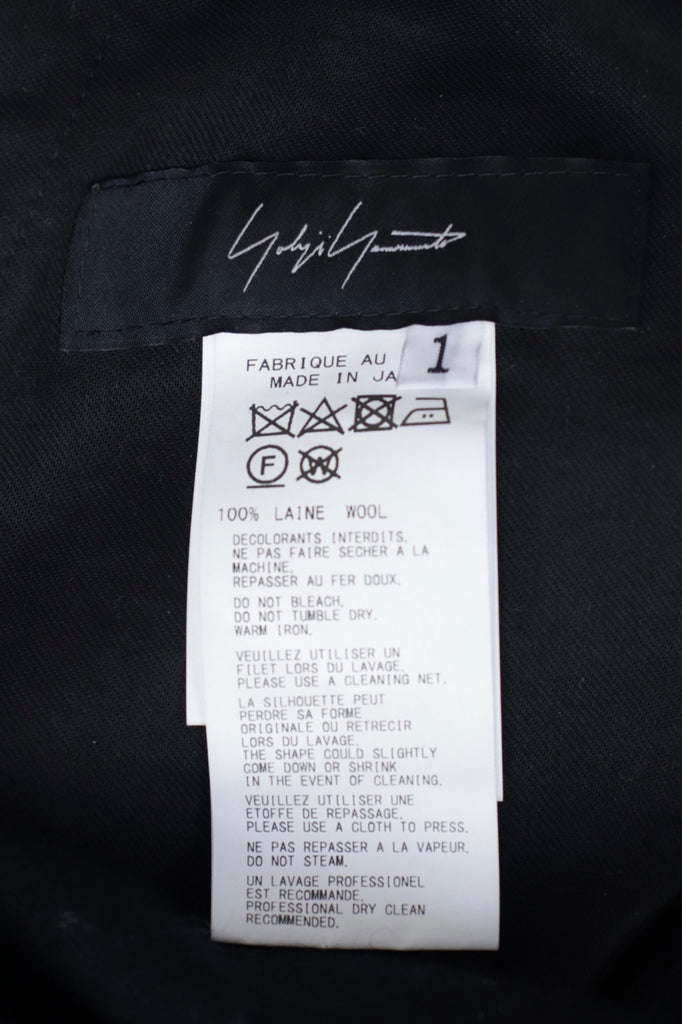 Yohji Yamamoto
FABRIQUE AU
MADE IN JA
1
F
W
100% LAINE WOOL
DECOLORANTS INTERDITS.
NE PAS FAIRE SECHER A LA
MACHINE.
REPASSER AU FER DOUX.
DO NOT BLEACH.
DO NOT TUMBLE DRY.
WARM IRON.
VEUILLEZ UTILISER UN
FILET LORS DU LAVAGE.
PLEASE USE A CLEANING NET.
LA SILHOUETTE PEUT
PERDRE SA FORME
ORIGINALE OU RETRECIR
LORS DU LAVAGE.
THE SHAPE COULD SLIGHTLY
COME DOWN OR SHRINK
IN THE EVENT OF CLEANING.
VEUILLEZ UTILISER UNE
ETOFFE DE REPASSAGE.
PLEASE USE A CLOTH TO PRESS.
NE PAS REPASSER A LA VAPEUR.
DO NOT STEAM.
UN LAVAGE PROFESSIONEL
EST RECOMMANDE.
PROFESSIONAL DRY CLEAN
RECOMMENDED.